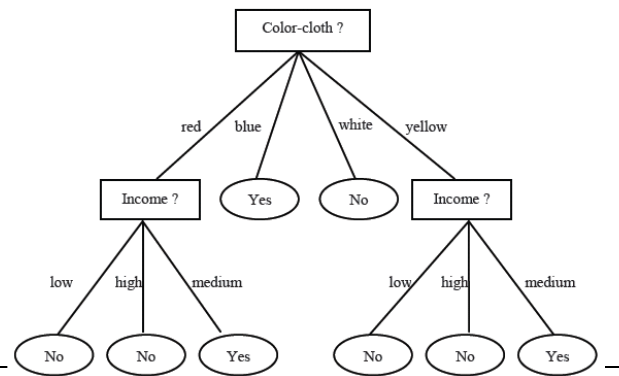 Color-cloth ?
red blue white yellow
Income ? Yes No Income ?
low high medium low high medium
No No Yes No No Yes